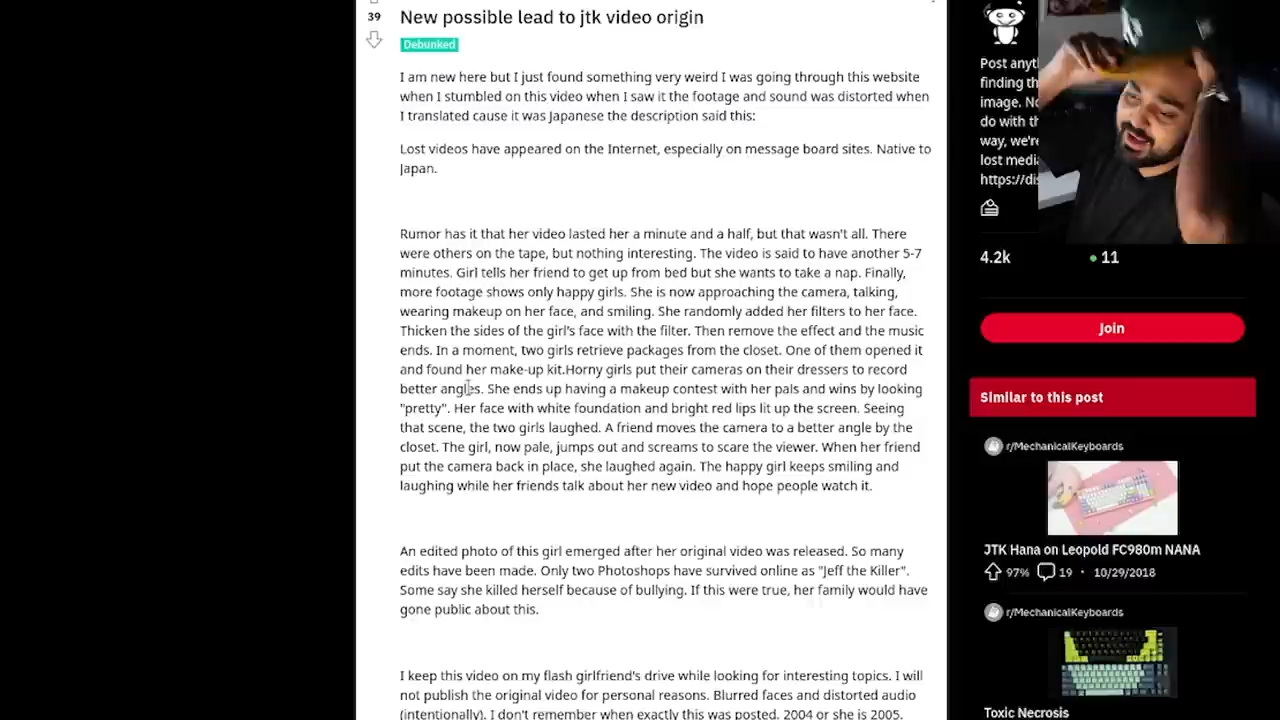 39
New possible lead to jtk video origin
Debunked
I am new here but I just found something very weird I was going through this website
when I stumbled on this video when I saw it the footage and sound was distorted when
I translated cause it was Japanese the description said this:
Lost videos have appeared on the Internet, especially on message board sites. Native to
Japan.
Rumor has it that her video lasted her a minute and a half, but that wasn't all. There
were others on the tape, but nothing interesting. The video is said to have another 5-7
minutes. Girl tells her friend to get up from bed but she wants to take a nap. Finally,
more footage shows only happy girls. She is now approaching the camera, talking,
wearing makeup on her face, and smiling. She randomly added her filters to her face.
Thicken the sides of the girl's face with the filter. Then remove the effect and the music
ends. In a moment, two girls retrieve packages from the closet. One of them opened it
and found her make-up kit.Horny girls put their cameras on their dressers to record
better angles. She ends up having a makeup contest with her pals and wins by looking
"pretty". Her face with white foundation and bright red lips lit up the screen. Seeing
that scene, the two girls laughed. A friend moves the camera to a better angle by the
closet. The girl, now pale, jumps out and screams to scare the viewer. When her friend
put the camera back in place, she laughed again. The happy girl keeps smiling and
laughing while her friends talk about her new video and hope people watch it.
An edited photo of this girl emerged after her original video was released. So many
edits have been made. Only two Photoshops have survived online as "Jeff the Killer".
Some say she killed herself because of bullying. If this were true, her family would have
gone public about this.
I keep this video on my flash girlfriend's drive while looking for interesting topics. I will
not publish the original video for personal reasons. Blurred faces and distorted audio
(intentionally). I don't remember when exactly this was posted. 2004 or she is 2005.
Post anyt
finding th
image. No
do with th
way, we're
lost media
https://dis
4.2k
11
Join
Similar to this post
r/MechanicalKeyboards
JTK Hana on Leopold FC980m NANA
97% 19 · 10/29/2018
r/MechanicalKeyboards
Toxic Necrosis